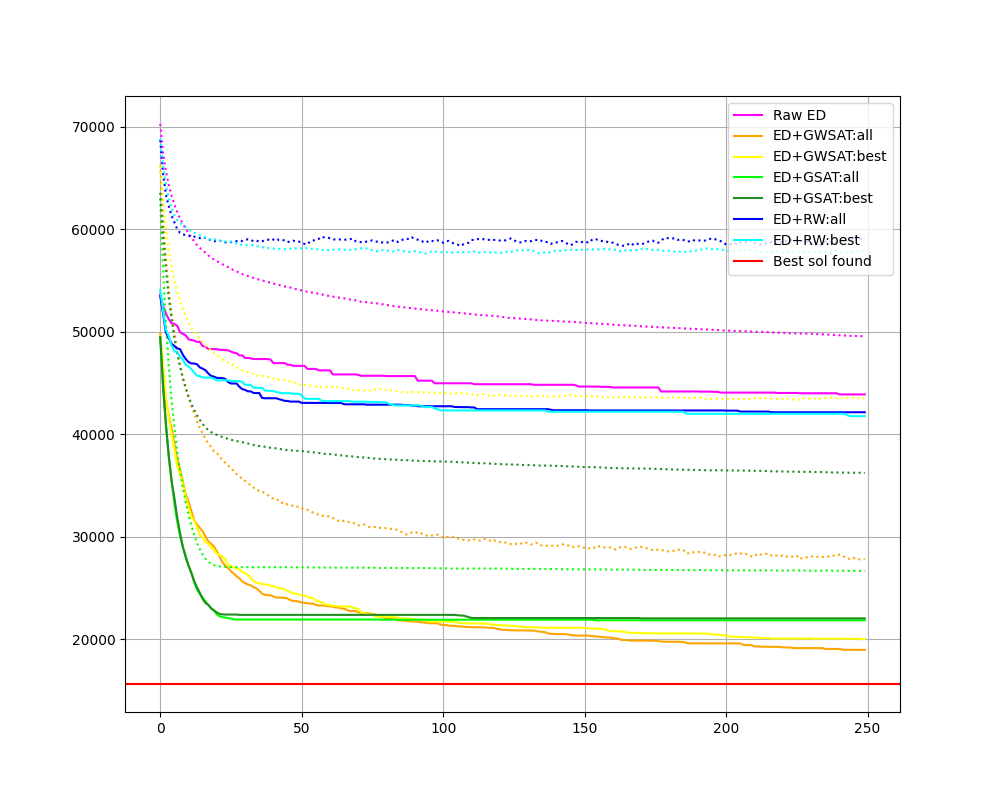 70000
60000
50000
40000
30000
20000
0
50
100
150
200
250
Raw ED
ED+GWSAT:all
ED+GWSAT:best
ED+GSAT:all
ED+GSAT:best
ED+RW:all
ED+RW:best
Best sol found